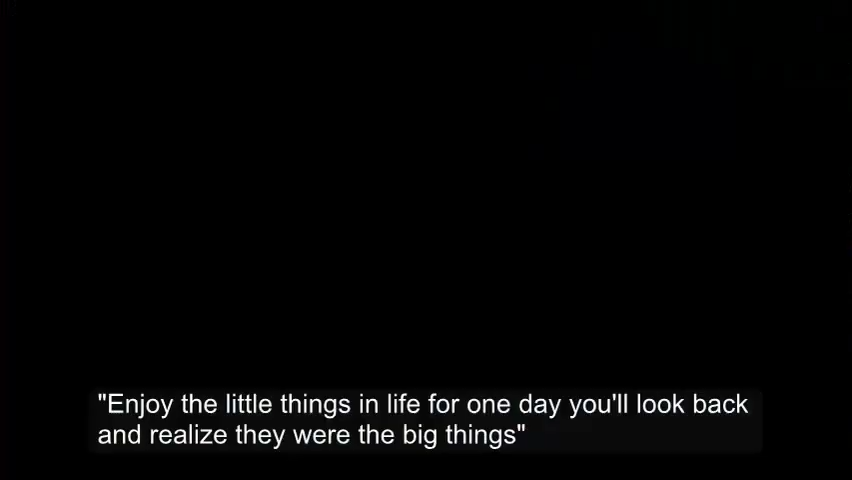 "Enjoy the little things in life for one day you'll look back
and realize they were the big things"